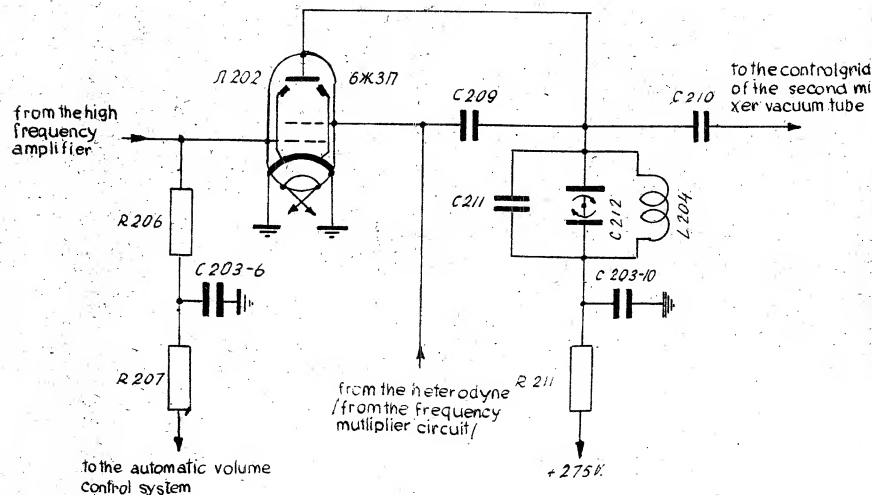 Л202
6Ж3П
from the high
frequency
amplifier
C209
C210
to the control grid
of the second mi
xer vacuum tube
R206
C211
C212
L204
C203-6
C203-10
R207
from the heterodyne
/from the frequency
mutliplier circuit/
R211
to the automatic volume
control system
+275V.